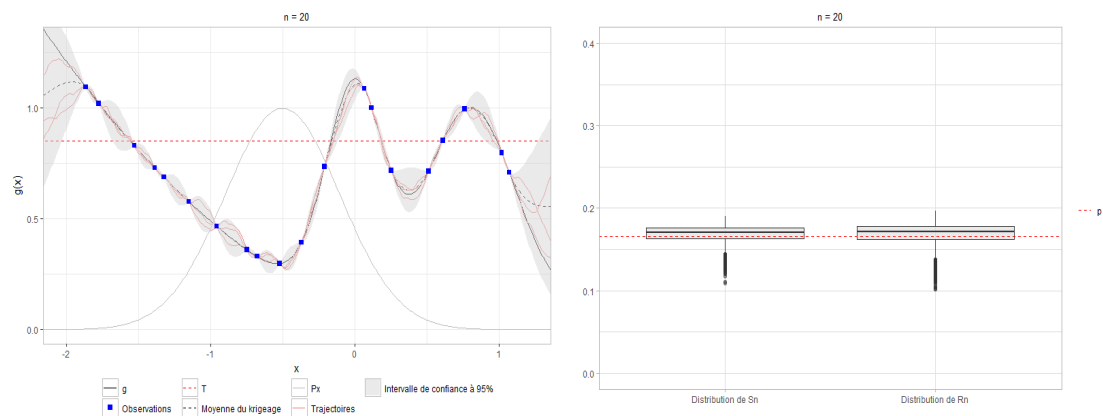 n = 20
g(x)
1.0
0.5
0.0
-2
-1
0
1
x
g
T
Px
Intervalle de confiance à 95%
Observations
Moyenne du krigeage
Trajectoires
n = 20
0.4
0.3
0.2
0.1
0.0
Distribution de Sn
Distribution de Rn
p